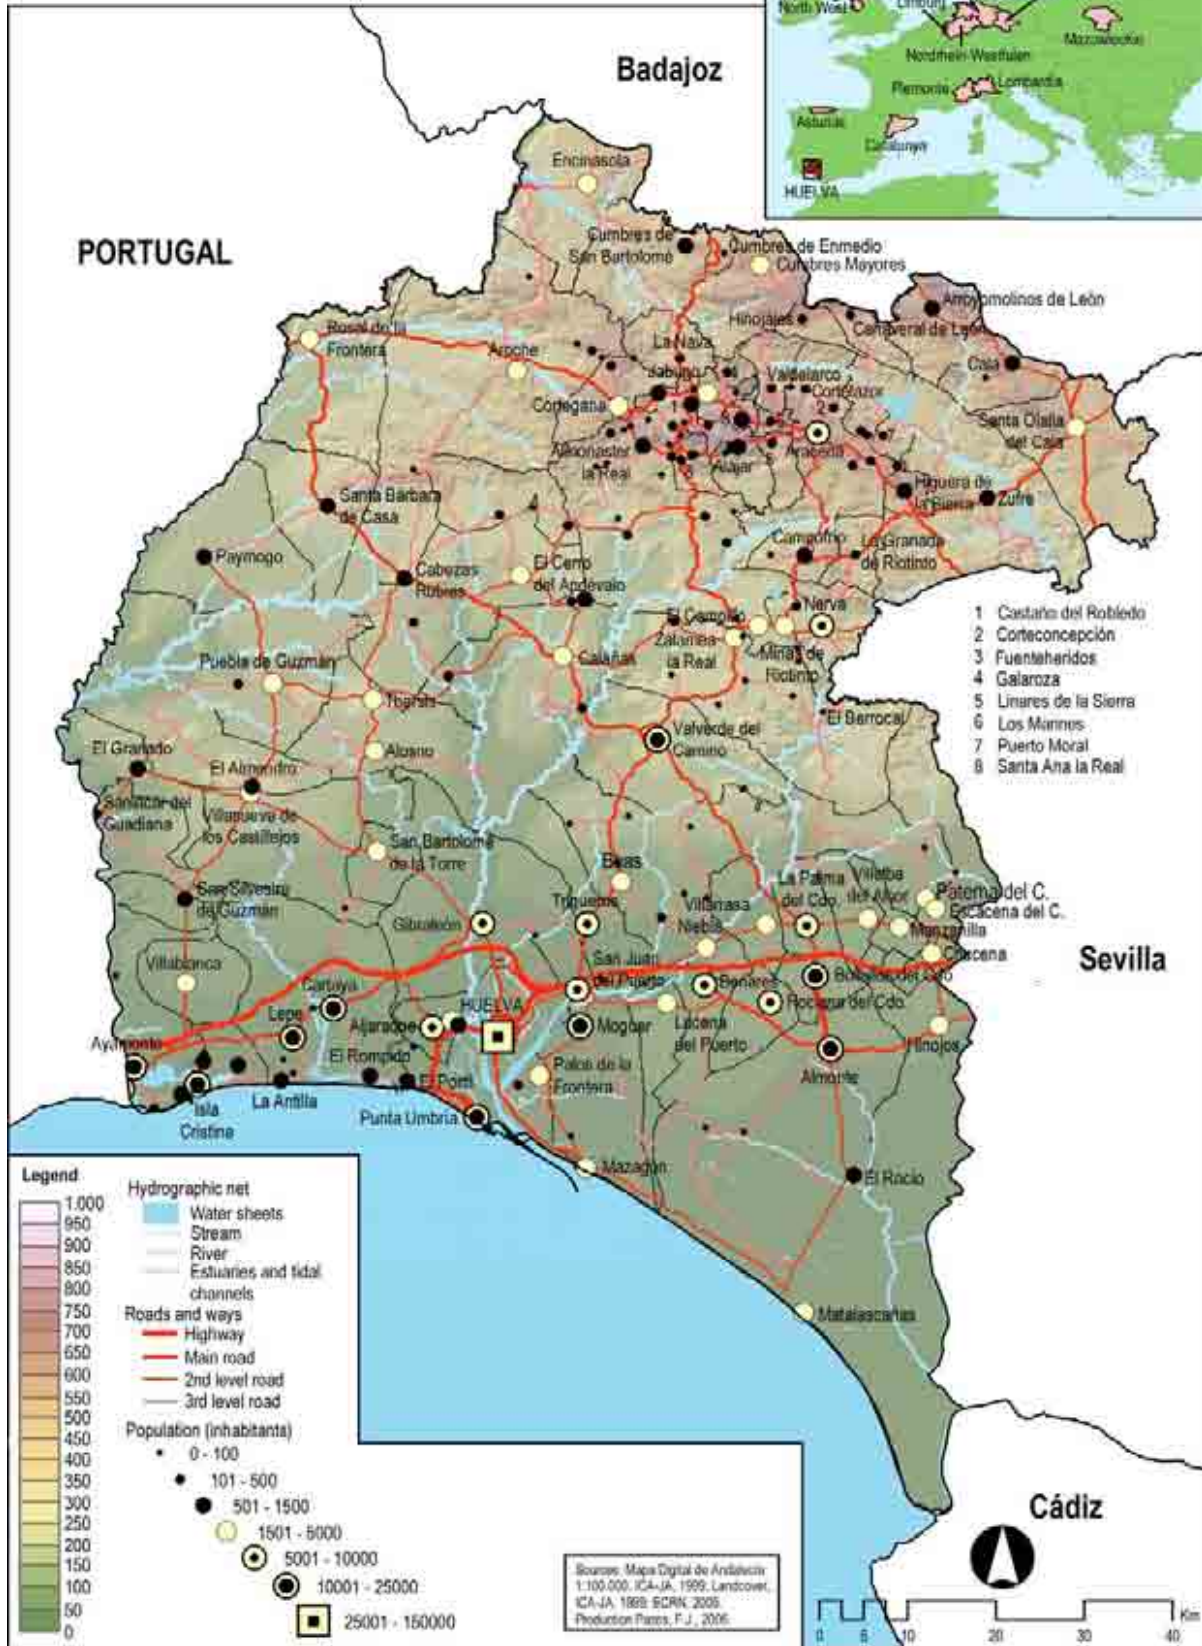 North West
Limburg
Nordrhein-Westfalen
Mazowieckie
Piemonte
Lombardia
Asturias
Catalunya
HUELVA
Badajoz
PORTUGAL
Encinasola
Cumbres de
San Bartolomé
Cumbres de Enmedio
Cumbres Mayores
Arroyomolinos de León
Hinojales
Cañaveral de León
Rosal de la
Frontera
Aroche
La Nava
Jabugo
Valdelarco
Cortelazor
Cala
Cortegana
1
2
Santa Olalla
del Cala
Almonaster
la Real
Alájar
5
Aracena
7
8
Higuera de
la Sierra
Zufre
Santa Bárbara
de Casa
Paymogo
Cabezas
Rubias
El Cerro
del Andévalo
Campofrío
La Granada
de Riotinto
El Campillo
Nerva
Zalamea
la Real
Minas de
Riotinto
Calañas
Puebla de Guzmán
Tharsis
El Berrocal
Valverde del
Camino
Alosno
El Granado
El Almendro
Sanlúcar del
Guadiana
Villanueva de
los Castillejos
San Bartolomé
de la Torre
1 Castaño del Robledo
2 Corteconcepción
3 Fuenteheridos
4 Galaroza
5 Linares de la Sierra
6 Los Marines
7 Puerto Moral
8 Santa Ana la Real
San Silvestre
de Guzmán
Beas
Trigueros
La Palma
del Cdo.
Villalba
del Alcor
Paterna del C.
Escacena del C.
Manzanilla
Villarrasa
Niebla
Chucena
Gibraleón
Villablanca
San Juan
del Puerto
Bonares
Bollullos del Cdo
Rociana del Cdo.
Sevilla
Cartaya
HUELVA
Lepe
Aljaraque
Moguer
Lucena
del Puerto
Hinojos
Ayamonte
Almonte
El Rompido
El Portil
Palos de la
Frontera
Isla
Cristina
La Antilla
Punta Umbría
Mazagón
El Rocío
Matalascañas
Cádiz
Legend
1.000
950
900
850
800
750
700
650
600
550
500
450
400
350
300
250
200
150
100
50
0
Hydrographic net
Water sheets
Stream
River
Estuaries and tidal
channels
Roads and ways
Highway
Main road
2nd level road
3rd level road
Population (inhabitants)
0 - 100
101 - 500
501 - 1500
1501 - 5000
5001 - 10000
10001 - 25000
25001 - 150000
Sources: Mapa Digital de Andalucía
1:100.000, ICA-JA, 1999; Landcover,
ICA-JA, 1999;
Production Pazos, F.J., 2006.
0 5 10 20 30 40 Km